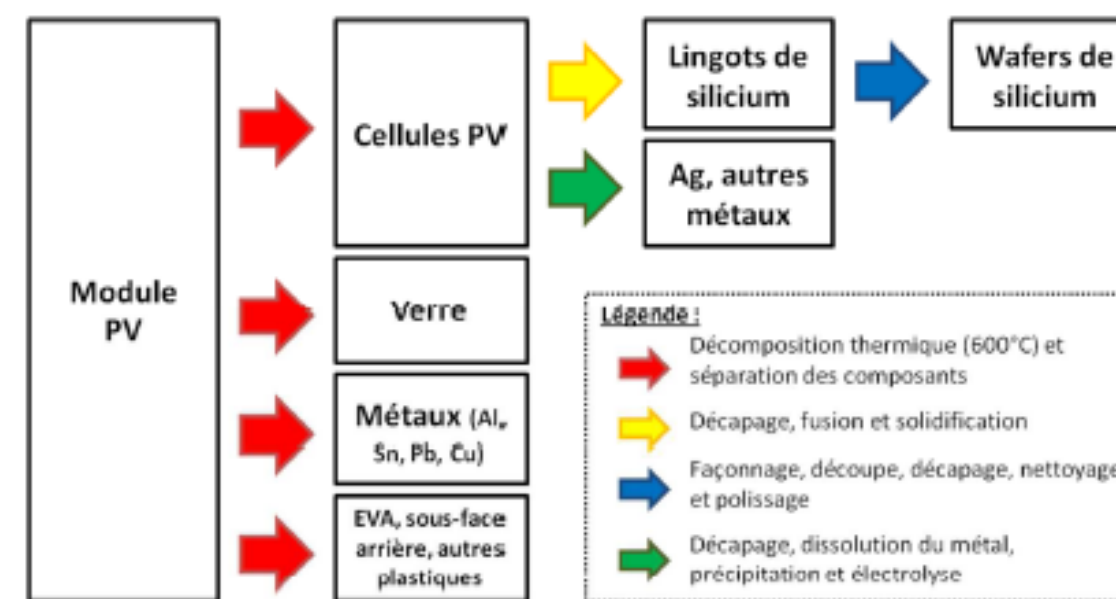 Module
PV
Cellules PV
Lingots de
silicium
Wafers de
silicium
Ag, autres
métaux
Verre
Métaux (Al,
Sn, Pb, Cu)
EVA, sous-face
arrière, autres
plastiques
Légende :
Décomposition thermique (600°C) et
séparation des composants
Décapage, fusion et solidification
Façonnage, découpe, décapage, nettoyage
et polissage
Décapage, dissolution du métal,
précipitation et électrolyse